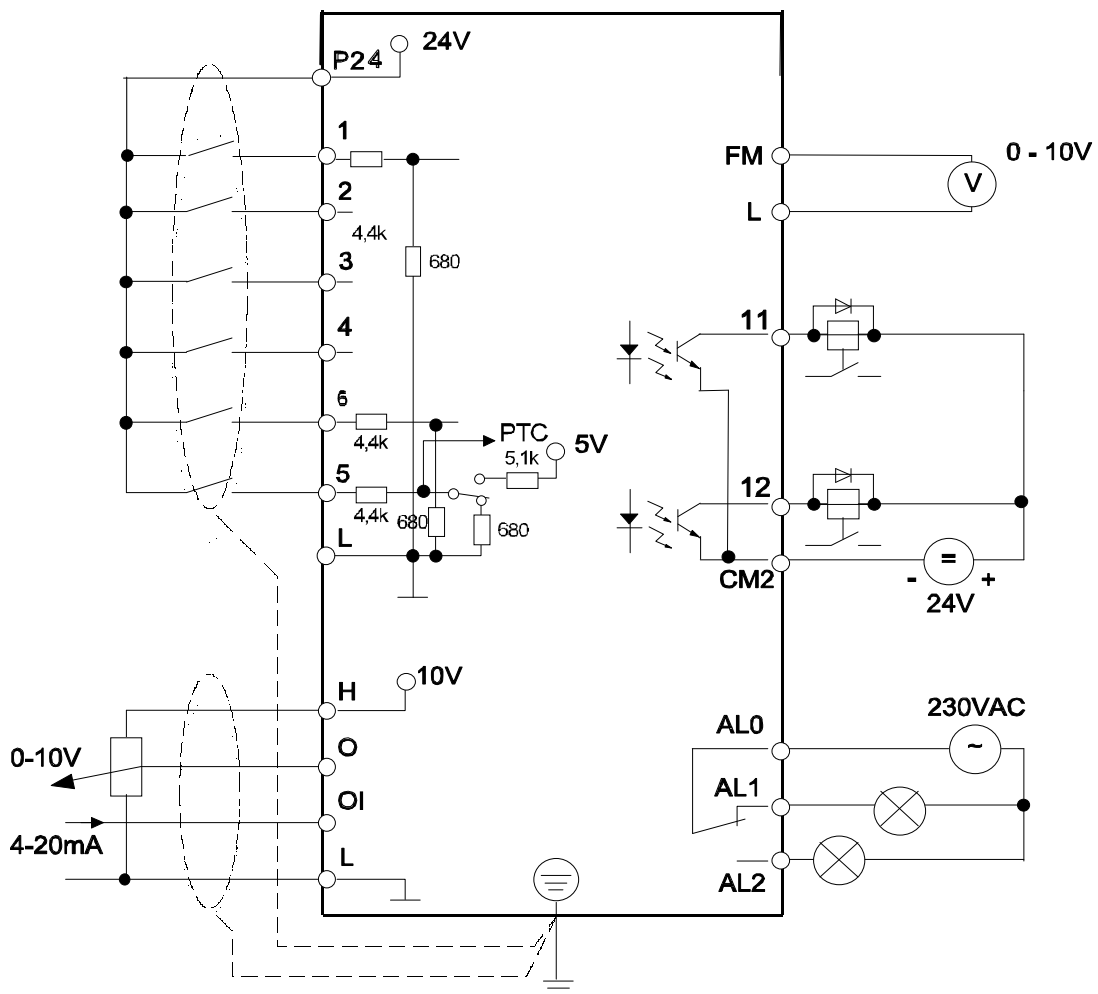 24V
P24
1
2
4,4k
680
3
4
6
4,4k
PTC
5V
5,1k
5
4,4k
680
680
L
H
10V
0-10V
O
OI
4-20mA
L
FM
0 - 10V
V
L
11
12
CM2
=
- +
24V
230VAC
AL0
~
AL1
AL2